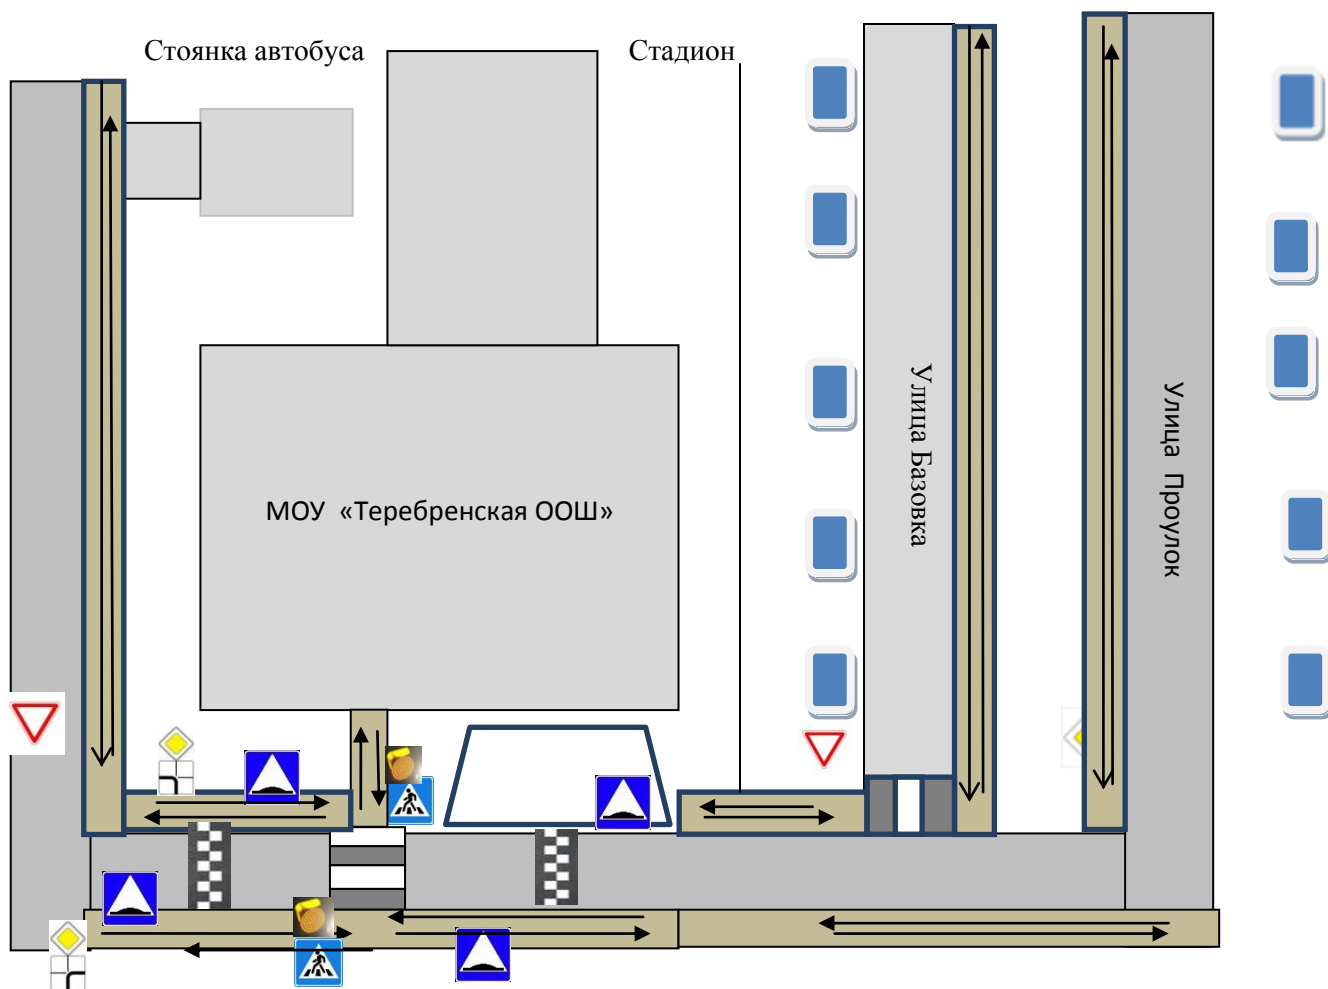 Стоянка автобуса
Стадион
МОУ «Теребренская ООШ»
Улица Базовка
Улица Проулок